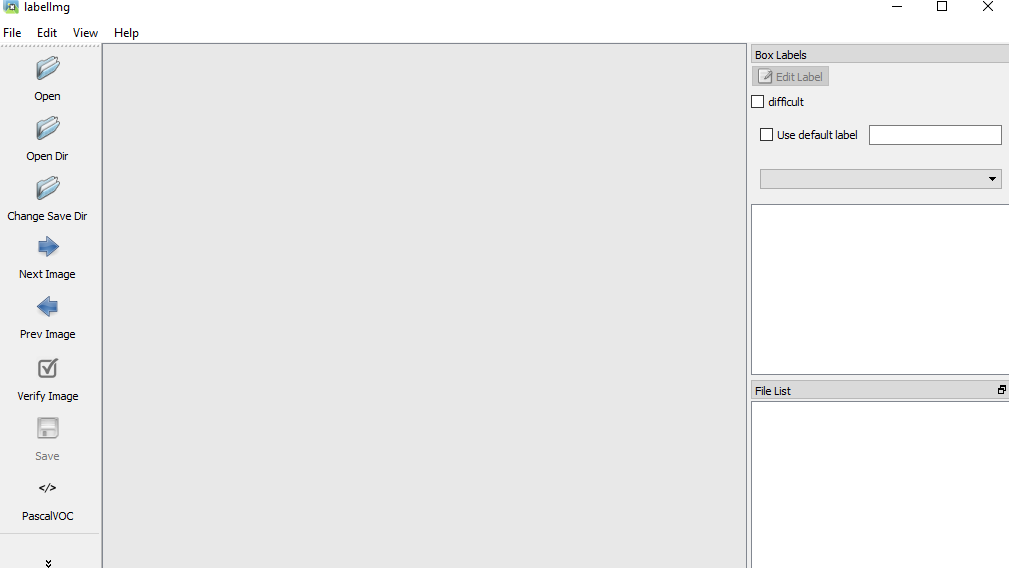 labelImg
File Edit View Help
Open
Open Dir
Change Save Dir
Next Image
Prev Image
Verify Image
Save
</>
PascalVOC
Box Labels
Edit Label
difficult
Use default label
File List